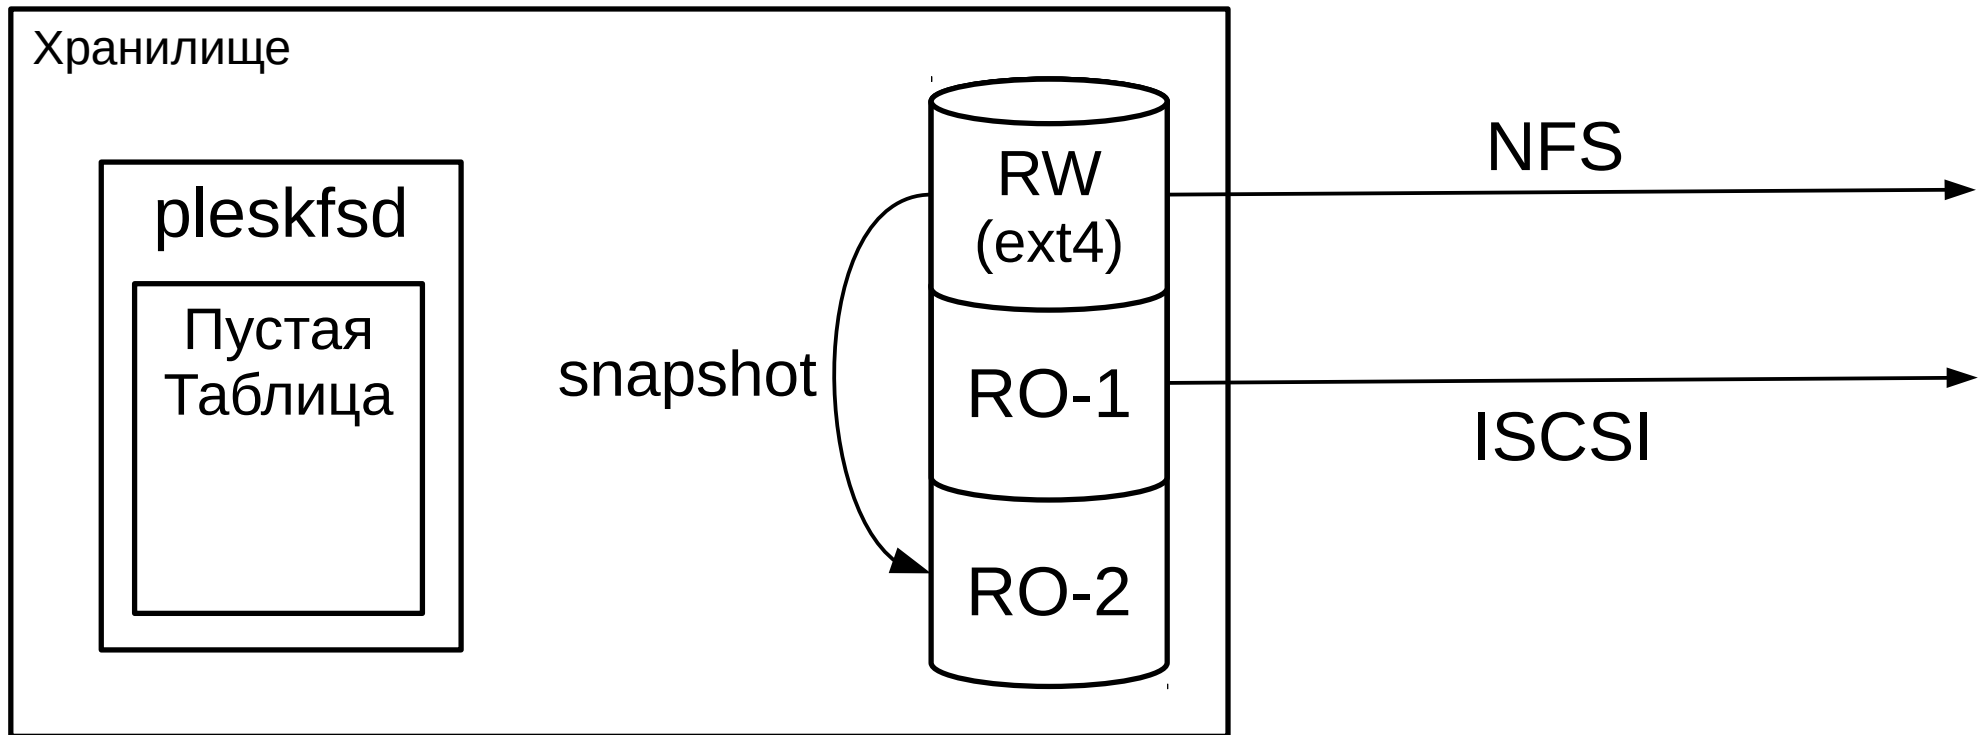 Хранилище
pleskfsd
Пустая
Таблица
snapshot
RW
(ext4)
RO-1
RO-2
NFS
ISCSI